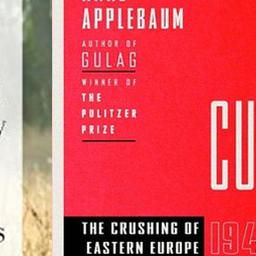 APPLEBAUM
AUTHOR OF
GULAG
WINNER OF
THE
PULITZER
PRIZE
CU
THE CRUSHING OF
EASTERN EUROPE
194